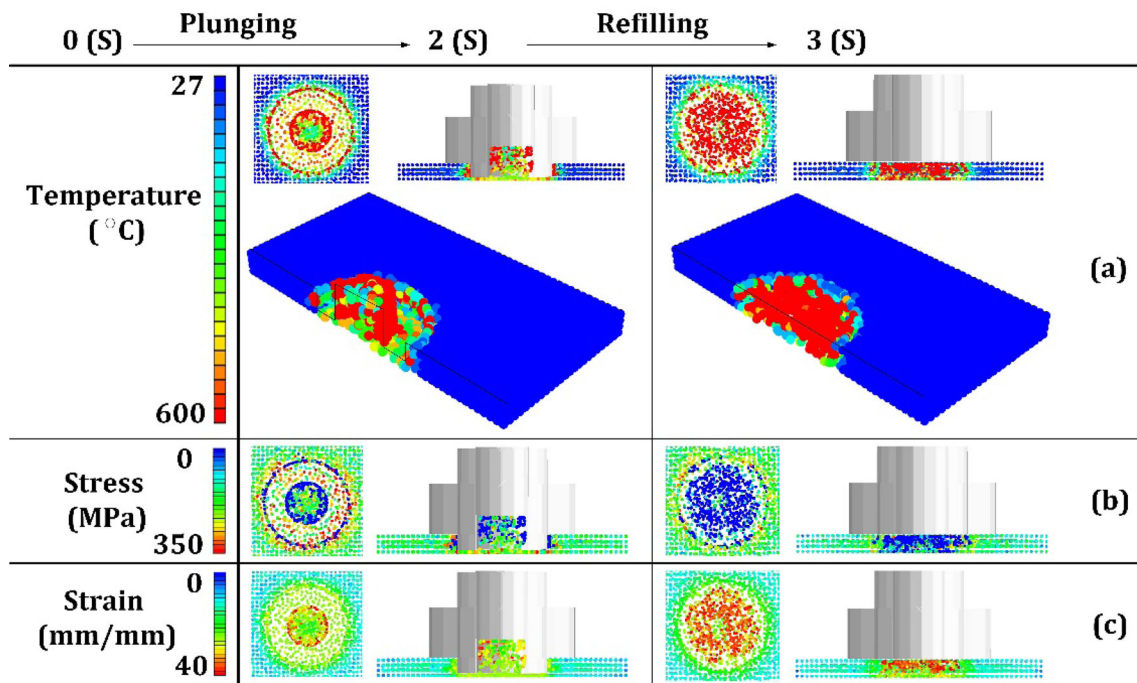 0 (S) Plunging 2 (S) Refilling 3 (S)
27
Temperature
(°C)
600
(a)
0
Stress
(MPa)
350
(b)
0
Strain
(mm/mm)
40
(c)